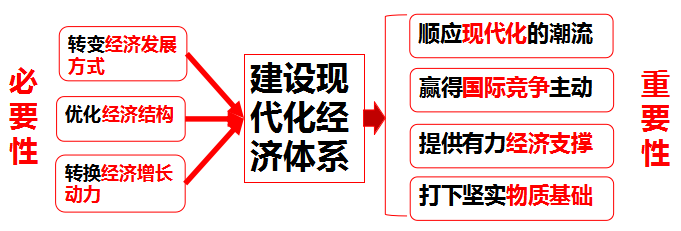 必要性
转变经济发展
方式
优化经济结构
转换经济增长
动力
建设现
代化经
济体系
顺应现代化的潮流
赢得国际竞争主动
提供有力经济支撑
打下坚实物质基础
重要性